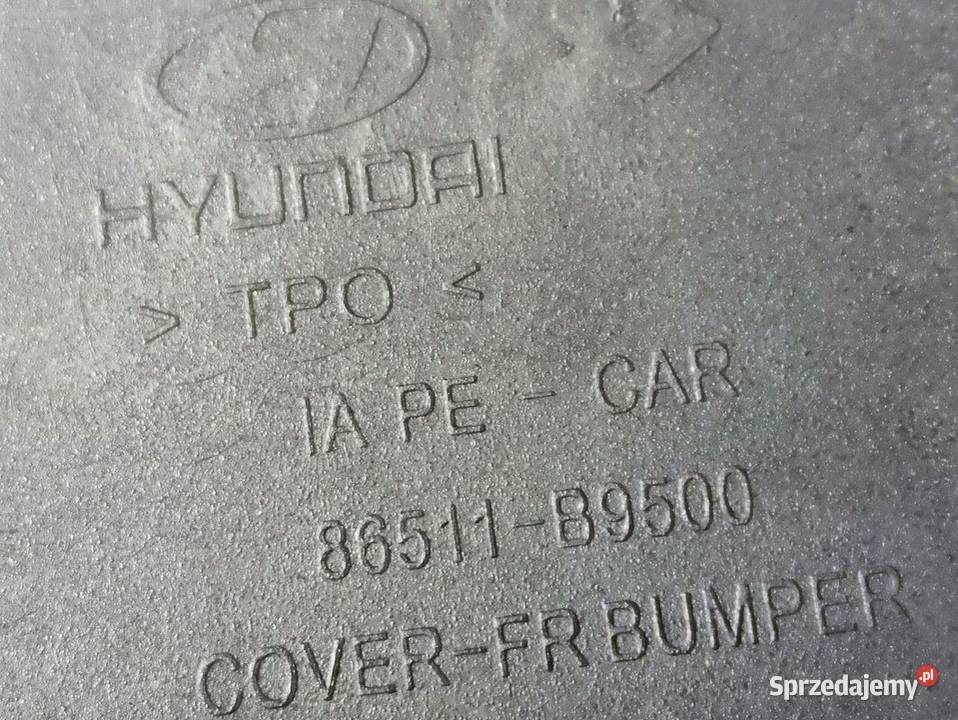 HYUNDAI
> TPO <
IA PE - CAR
86511-B9500
COVER-FR BUMPER
Sprzedajemy.pl